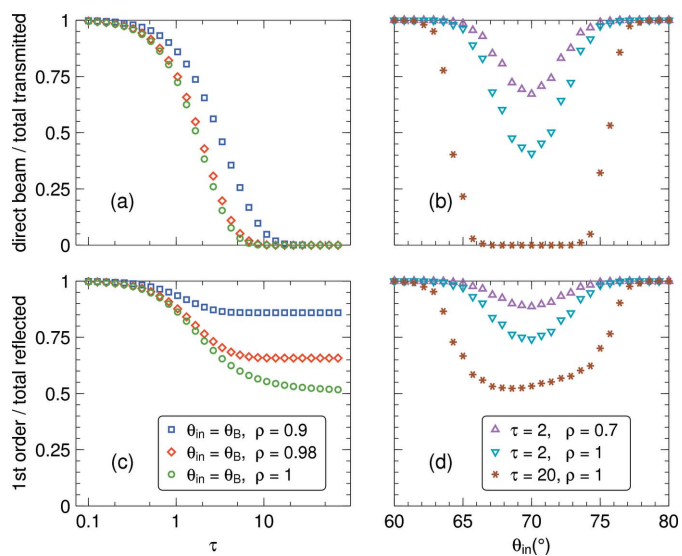 direct beam / total transmitted
1
0.75
0.5
0.25
0
(a)
(b)
1st order / total reflected
1
0.75
0.5
0.25
0
(c)
θin = θB, ρ = 0.9
θin = θB, ρ = 0.98
θin = θB, ρ = 1
(d)
τ = 2, ρ = 0.7
τ = 2, ρ = 1
τ = 20, ρ = 1
0.1 1 10
τ
60 65 70 75 80
θin(°)